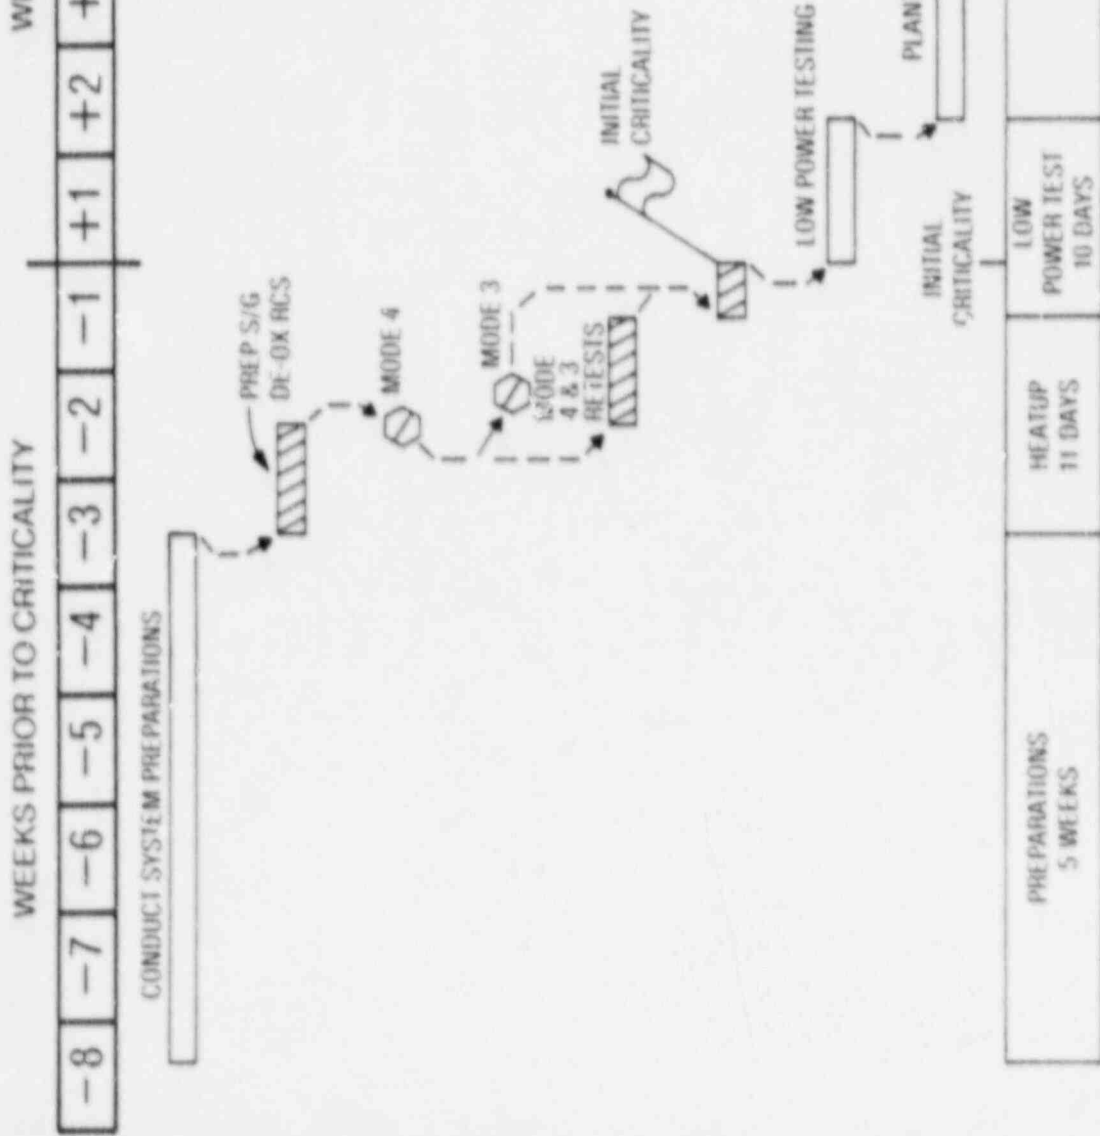 WEEKS PRIOR TO CRITICALITY
−8 −7 −6 −5 −4 −3 −2 −1 +1 +2
CONDUCT SYSTEM PREPARATIONS
PREP S/G
DE-OX RCS
MODE 4
MODE 3
MODE
4 & 3
RETESTS
INITIAL
CRITICALITY
LOW POWER TESTING
PLAN
INITIAL
CRITICALITY
PREPARATIONS
5 WEEKS
HEATUP
11 DAYS
LOW
POWER TEST
10 DAYS